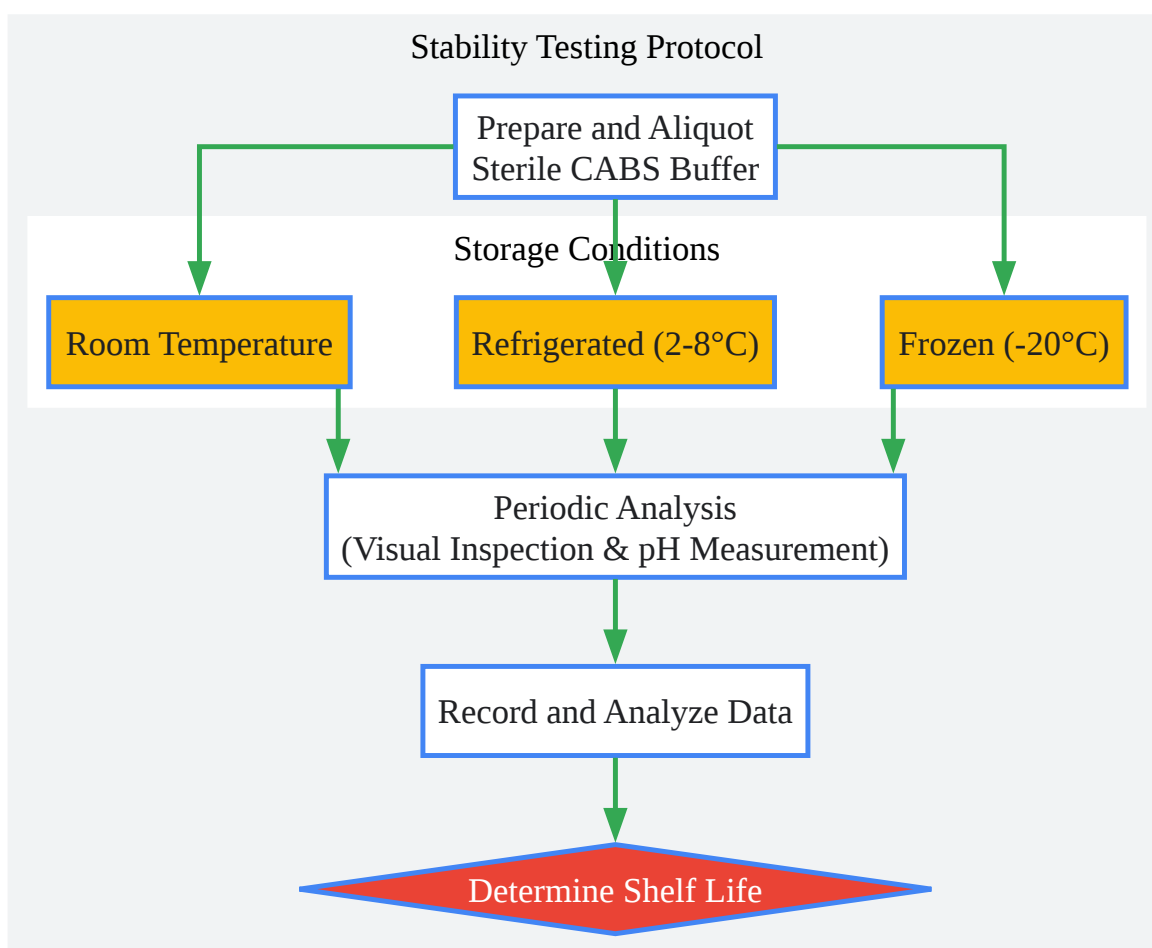 Stability Testing Protocol
Prepare and Aliquot
Sterile CABS Buffer
Storage Conditions
Room Temperature
Refrigerated (2-8°C)
Frozen (-20°C)
Periodic Analysis
(Visual Inspection & pH Measurement)
Record and Analyze Data
Determine Shelf Life